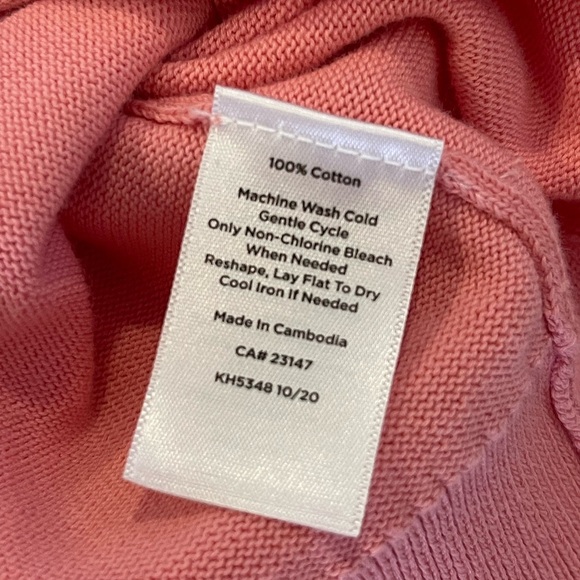 100% Cotton
Machine Wash Cold
Gentle Cycle
Only Non-Chlorine Bleach
When Needed
Reshape, Lay Flat To Dry
Cool Iron If Needed
Made In Cambodia
CA# 23147
KH5348 10/20